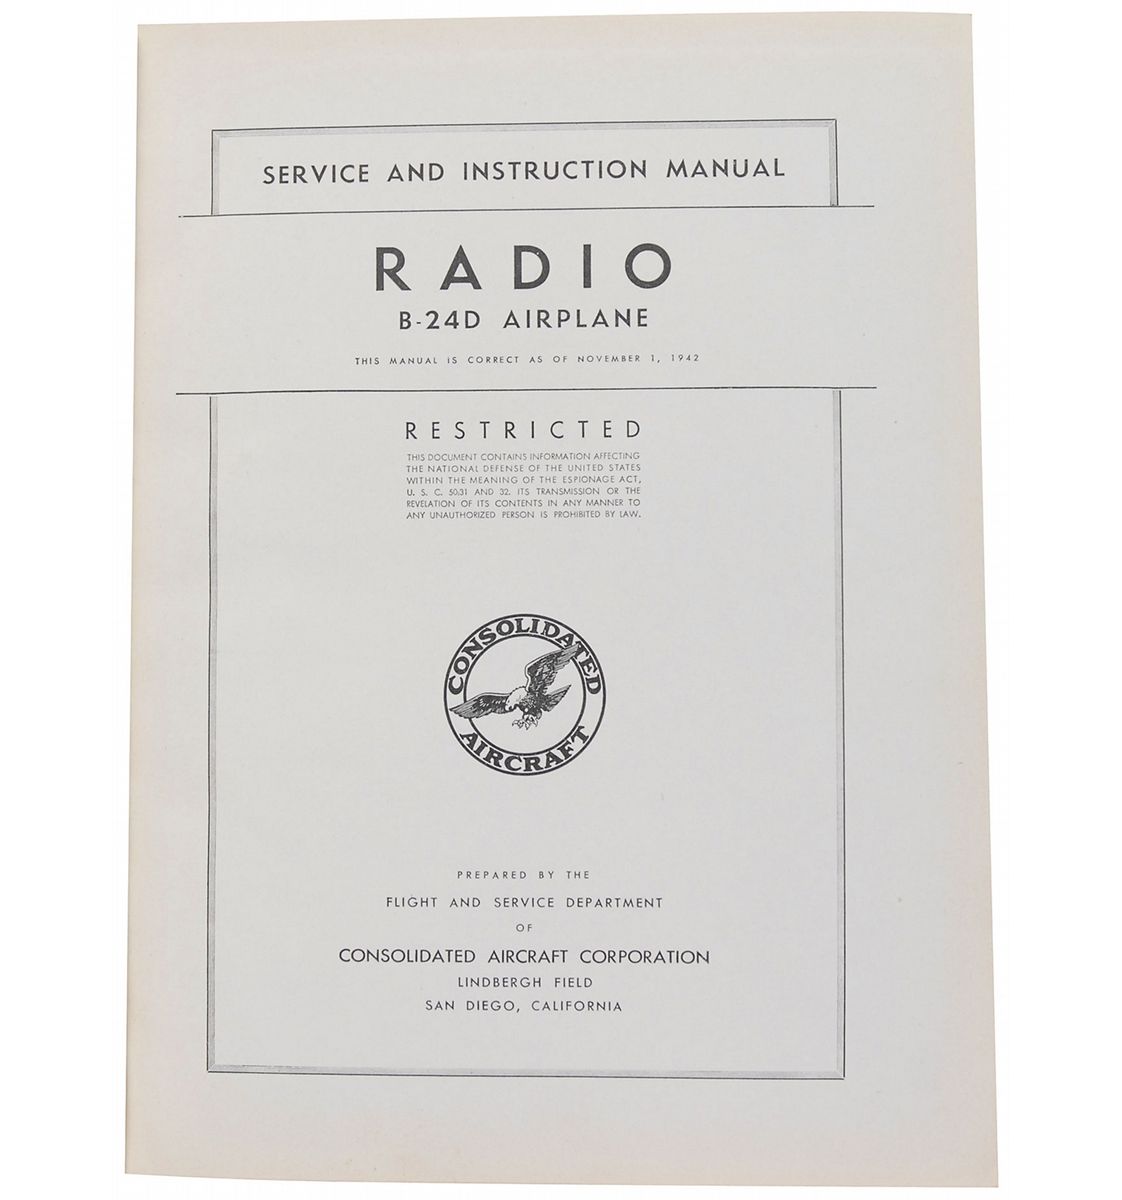 SERVICE AND INSTRUCTION MANUAL
RADIO
B-24D AIRPLANE
THIS MANUAL IS CORRECT AS OF NOVEMBER 1, 1942
RESTRICTED
THIS DOCUMENT CONTAINS INFORMATION AFFECTING
THE NATIONAL DEFENSE OF THE UNITED STATES
WITHIN THE MEANING OF THE ESPIONAGE ACT,
U. S. C. 50.31 AND 32. ITS TRANSMISSION OR THE
REVELATION OF ITS CONTENTS IN ANY MANNER TO
ANY UNAUTHORIZED PERSON IS PROHIBITED BY LAW.
CONSOLIDATED
AIRCRAFT
PREPARED BY THE
FLIGHT AND SERVICE DEPARTMENT
OF
CONSOLIDATED AIRCRAFT CORPORATION
LINDBERGH FIELD
SAN DIEGO, CALIFORNIA